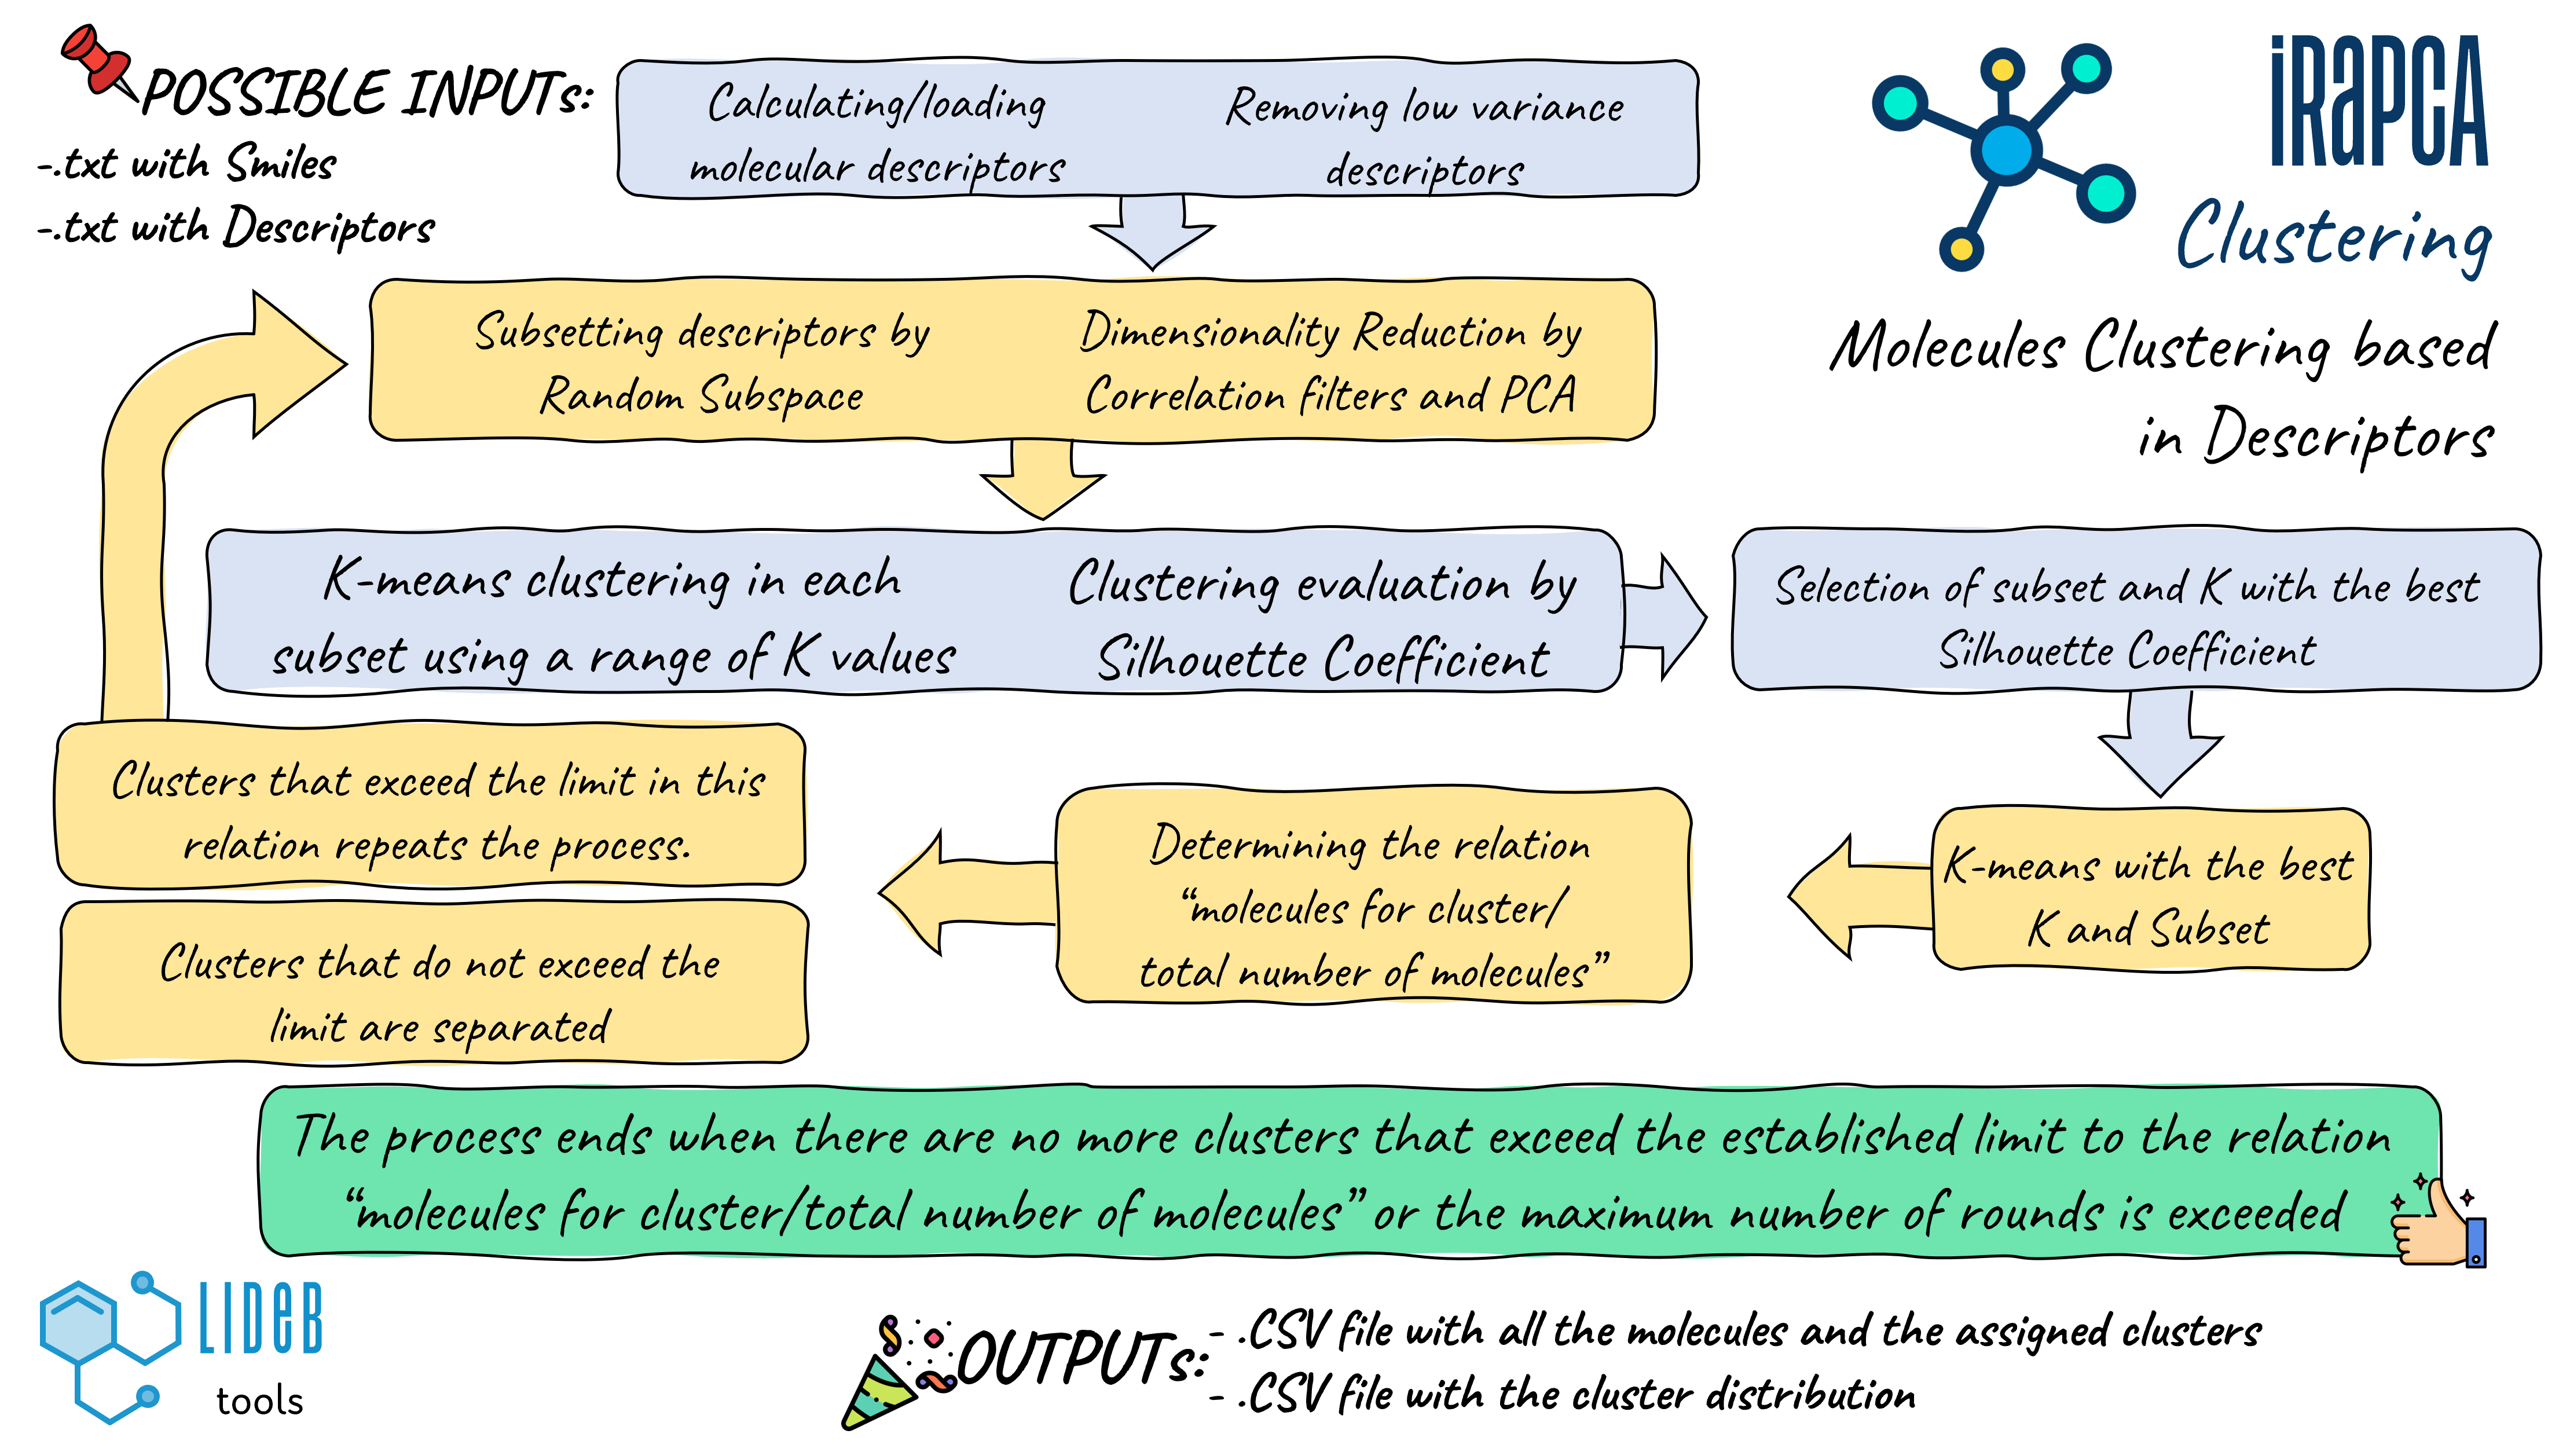 POSSIBLE INPUTs:
-.txt with Smiles
-.txt with Descriptors
Calculating/loading
molecular descriptors
Removing low variance
descriptors
iRaPCA
Clustering
Molecules Clustering based
in Descriptors
Subsetting descriptors by
Random Subspace
Dimensionality Reduction by
Correlation filters and PCA
K-means clustering in each
subset using a range of K values
Clustering evaluation by
Silhouette Coefficient
Selection of subset and K with the best
Silhouette Coefficient
K-means with the best
K and Subset
Determining the relation
“molecules for cluster/
total number of molecules”
Clusters that exceed the limit in this
relation repeats the process.
Clusters that do not exceed the
limit are separated
The process ends when there are no more clusters that exceed the established limit to the relation
“molecules for cluster/total number of molecules” or the maximum number of rounds is exceeded
LIDeB
tools
OUTPUTs:
- .CSV file with all the molecules and the assigned clusters
- .CSV file with the cluster distribution